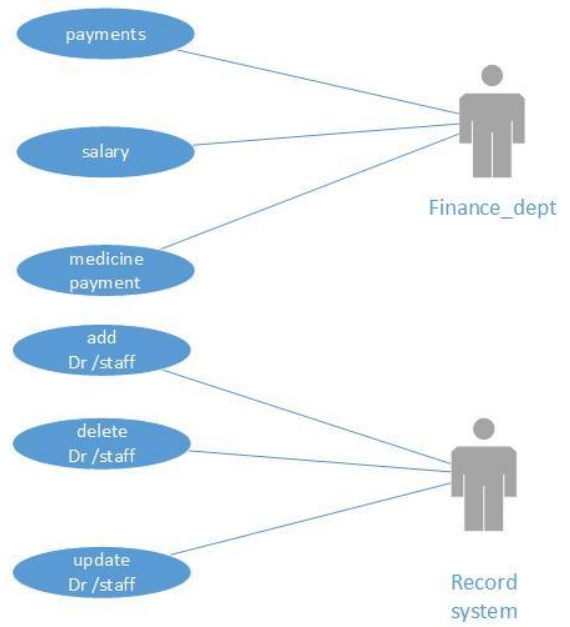 payments
salary
Finance_dept
medicine
payment
add
Dr /staff
delete
Dr /staff
update
Dr /staff
Record
system